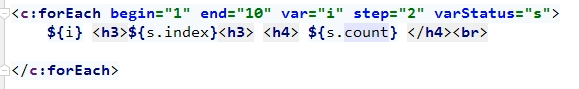 <c:forEach begin="1" end="10" var="i" step="2" varStatus="s">
${i} <h3>${s.index}<h3> <h4> ${s.count} </h4><br>
</c:forEach>